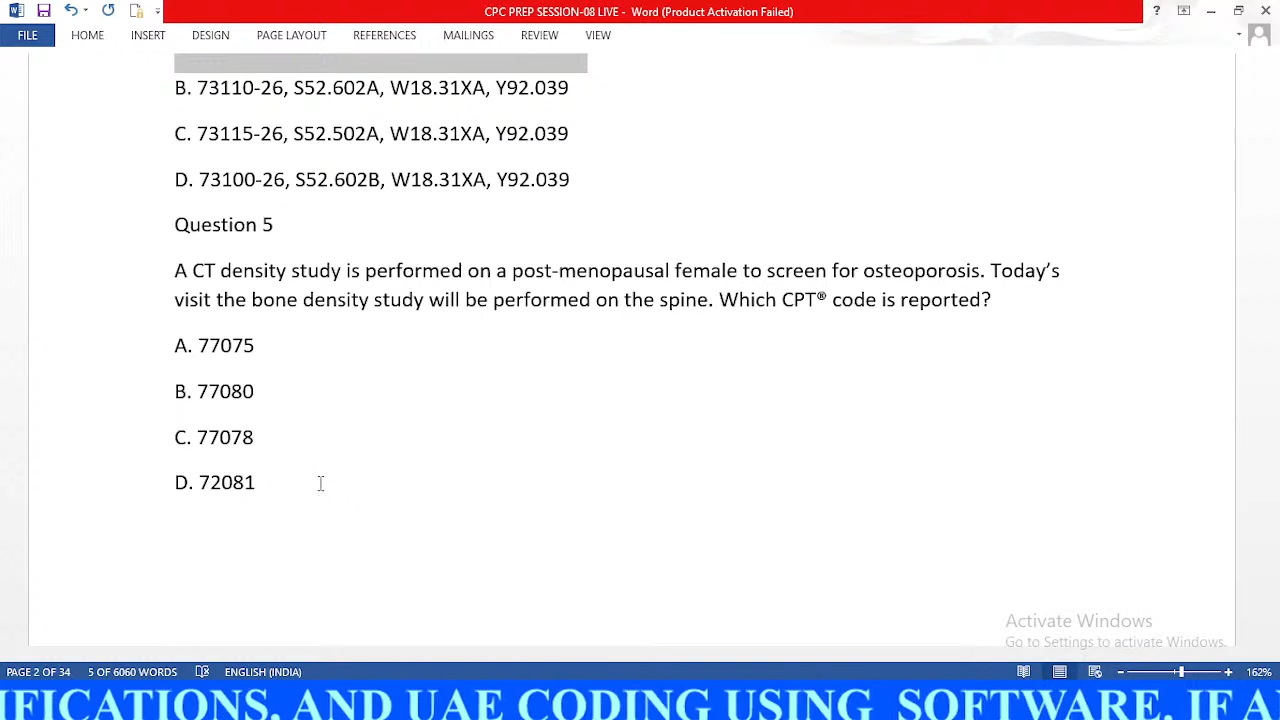 CPC PREP SESSION-08 LIVE - Word (Product Activation Failed)
FILE HOME INSERT DESIGN PAGE LAYOUT REFERENCES MAILINGS REVIEW VIEW
B. 73110-26, S52.602A, W18.31XA, Y92.039
C. 73115-26, S52.502A, W18.31XA, Y92.039
D. 73100-26, S52.602B, W18.31XA, Y92.039
Question 5
A CT density study is performed on a post-menopausal female to screen for osteoporosis. Today’s
visit the bone density study will be performed on the spine. Which CPT® code is reported?
A. 77075
B. 77080
C. 77078
D. 72081
Activate Windows
Go to Settings to activate Windows.
PAGE 2 OF 34 5 OF 6060 WORDS ENGLISH (INDIA) 162%
IFICATIONS, AND UAE CODING USING SOFTWARE. IF A